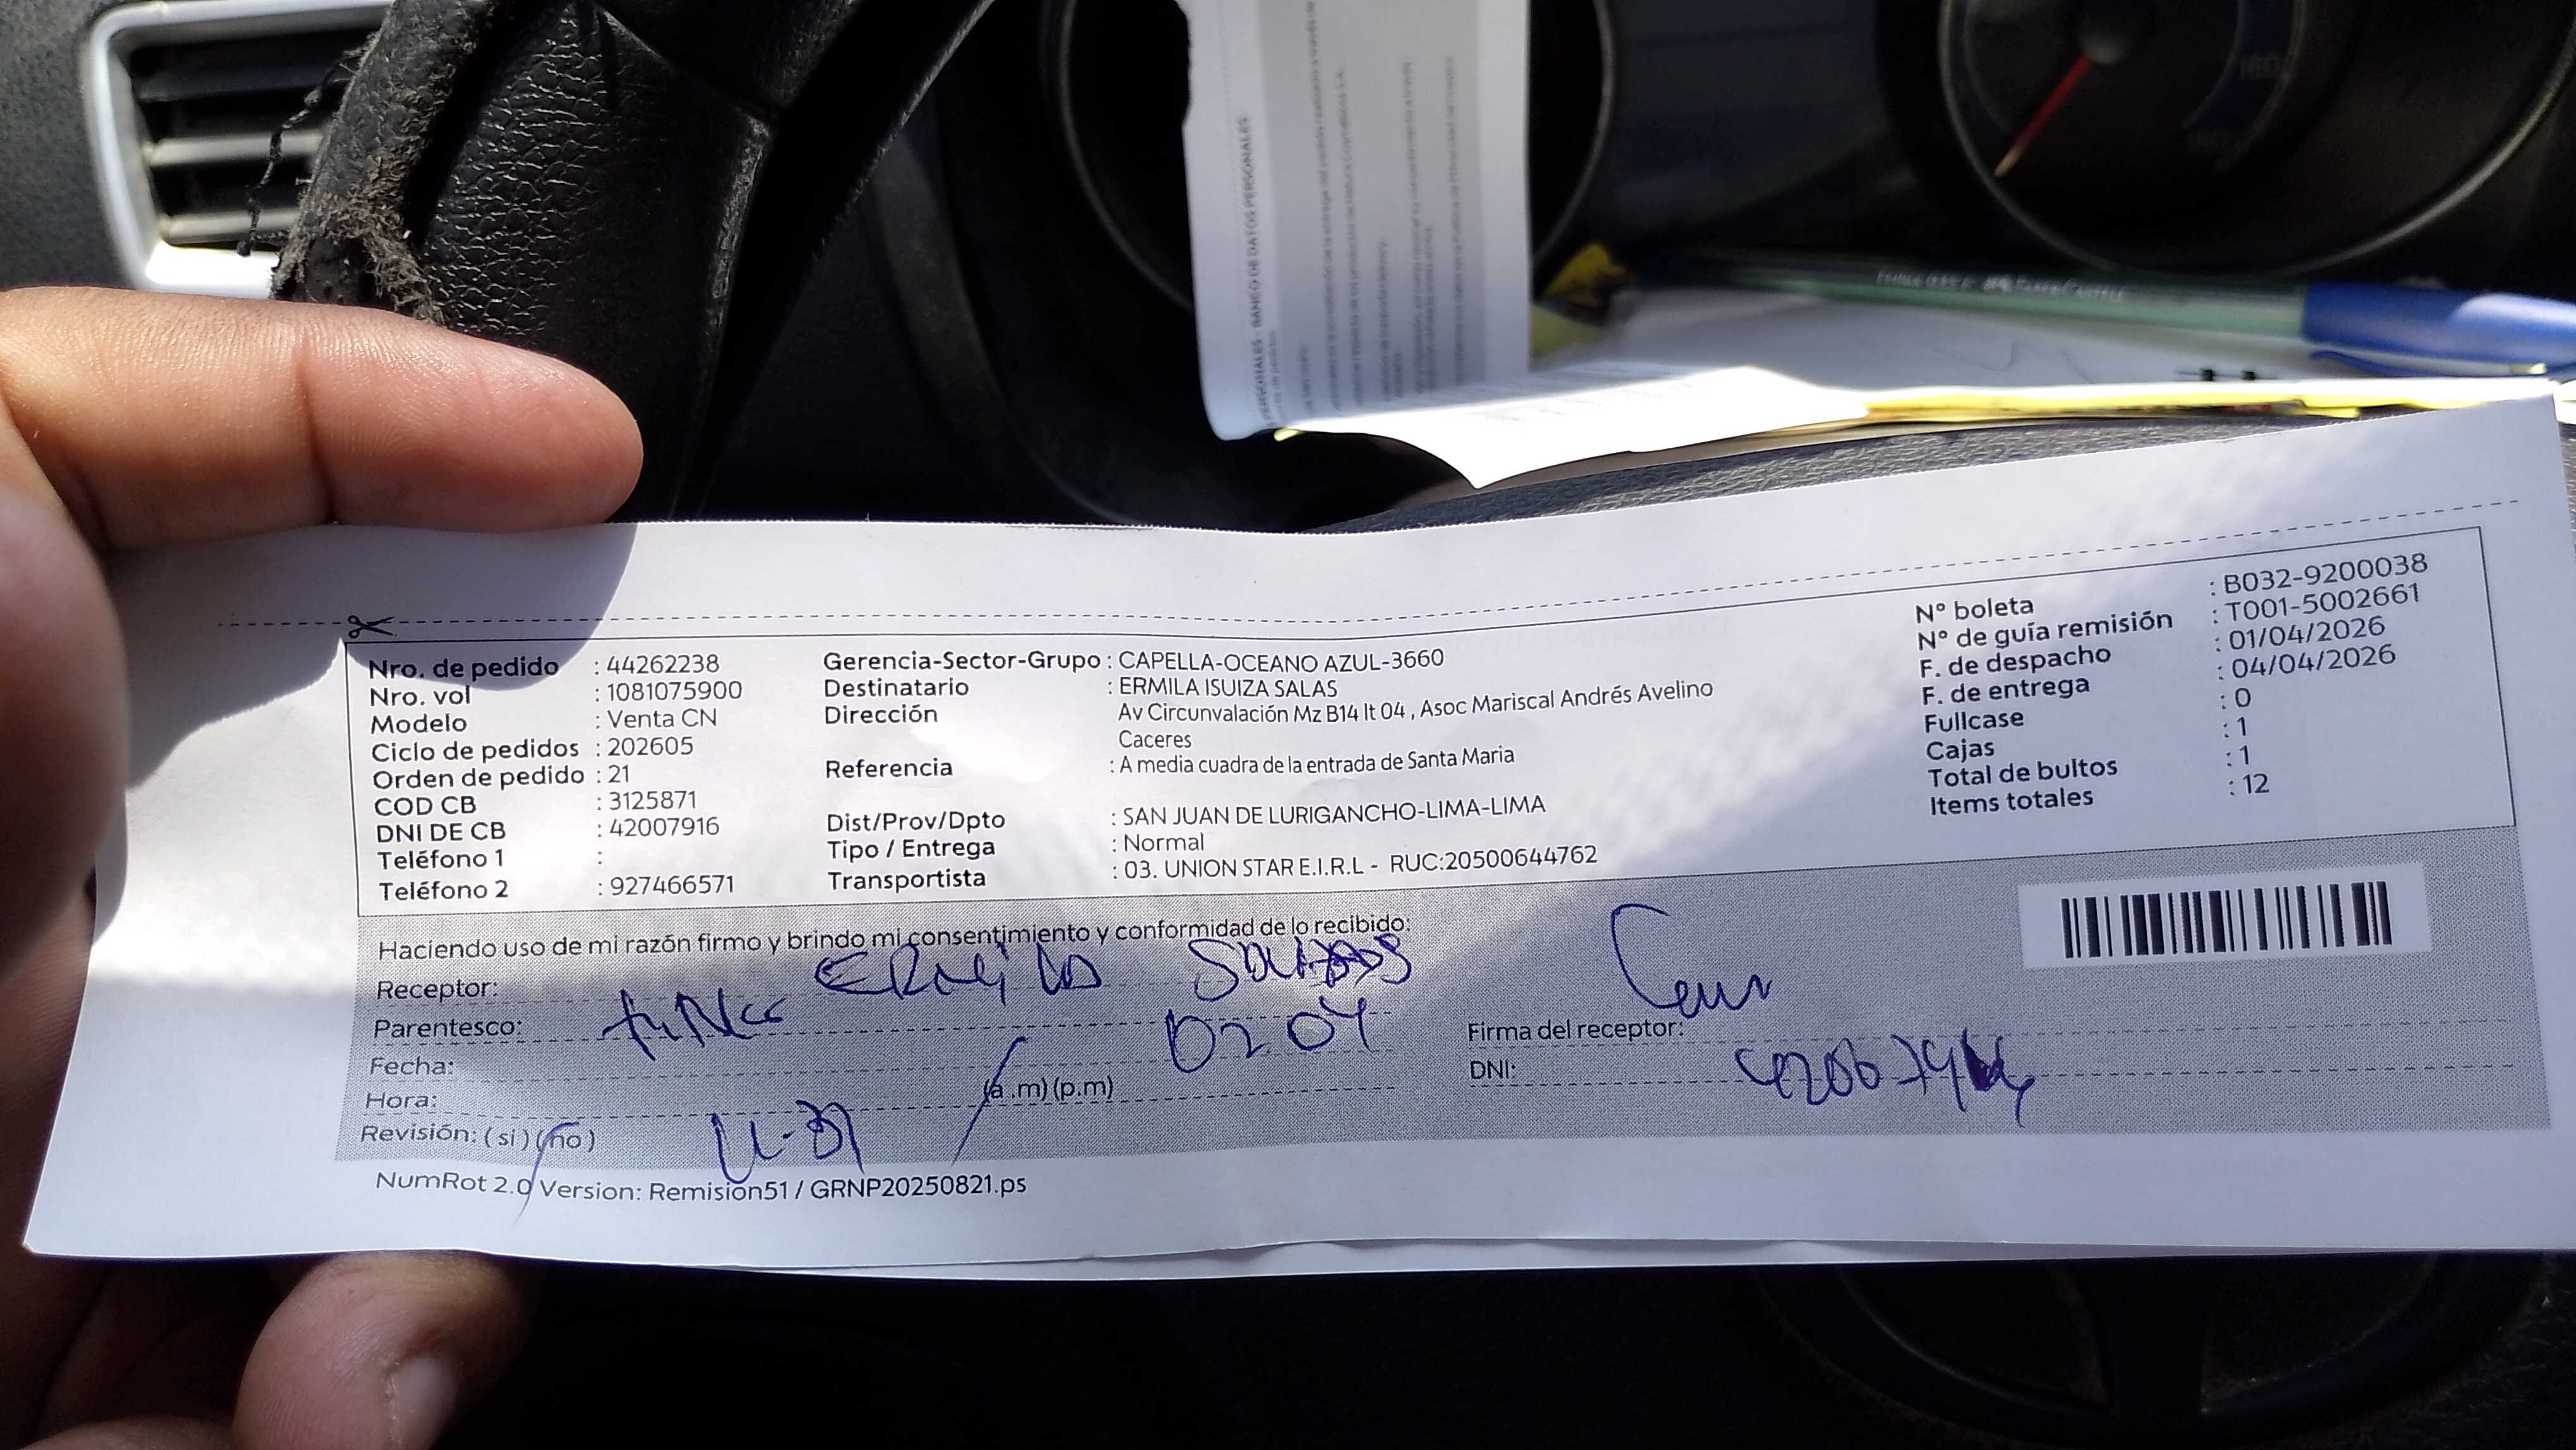 PERSONALES - BANCO DE DATOS PERSONALES
Nro. de pedido : 44262238
Nro. vol : 1081075900
Modelo : Venta CN
Ciclo de pedidos : 202605
Orden de pedido : 21
COD CB : 3125871
DNI DE CB : 42007916
Teléfono 1 :
Teléfono 2 : 927466571
Gerencia-Sector-Grupo : CAPELLA-OCEANO AZUL-3660
Destinatario : ERMILA ISUIZA SALAS
Dirección Av Circunvalación Mz B14 lt 04 , Asoc Mariscal Andrés Avelino
Caceres
Referencia : A media cuadra de la entrada de Santa Maria
Dist/Prov/Dpto : SAN JUAN DE LURIGANCHO-LIMA-LIMA
Tipo / Entrega : Normal
Transportista : 03. UNION STAR E.I.R.L - RUC:20500644762
N° boleta : B032-9200038
N° de guía remisión : T001-5002661
F. de despacho : 01/04/2026
F. de entrega : 04/04/2026
Fullcase : 0
Cajas : 1
Total de bultos : 1
Items totales : 12
Haciendo uso de mi razón firmo y brindo mi consentimiento y conformidad de lo recibido:
Receptor:
Parentesco:
Fecha: 02 04
Hora: (a .m) (p.m)
Revisión: ( si ) ( no )
Firma del receptor:
DNI:
NumRot 2.0 Version: Remision51 / GRNP20250821.ps